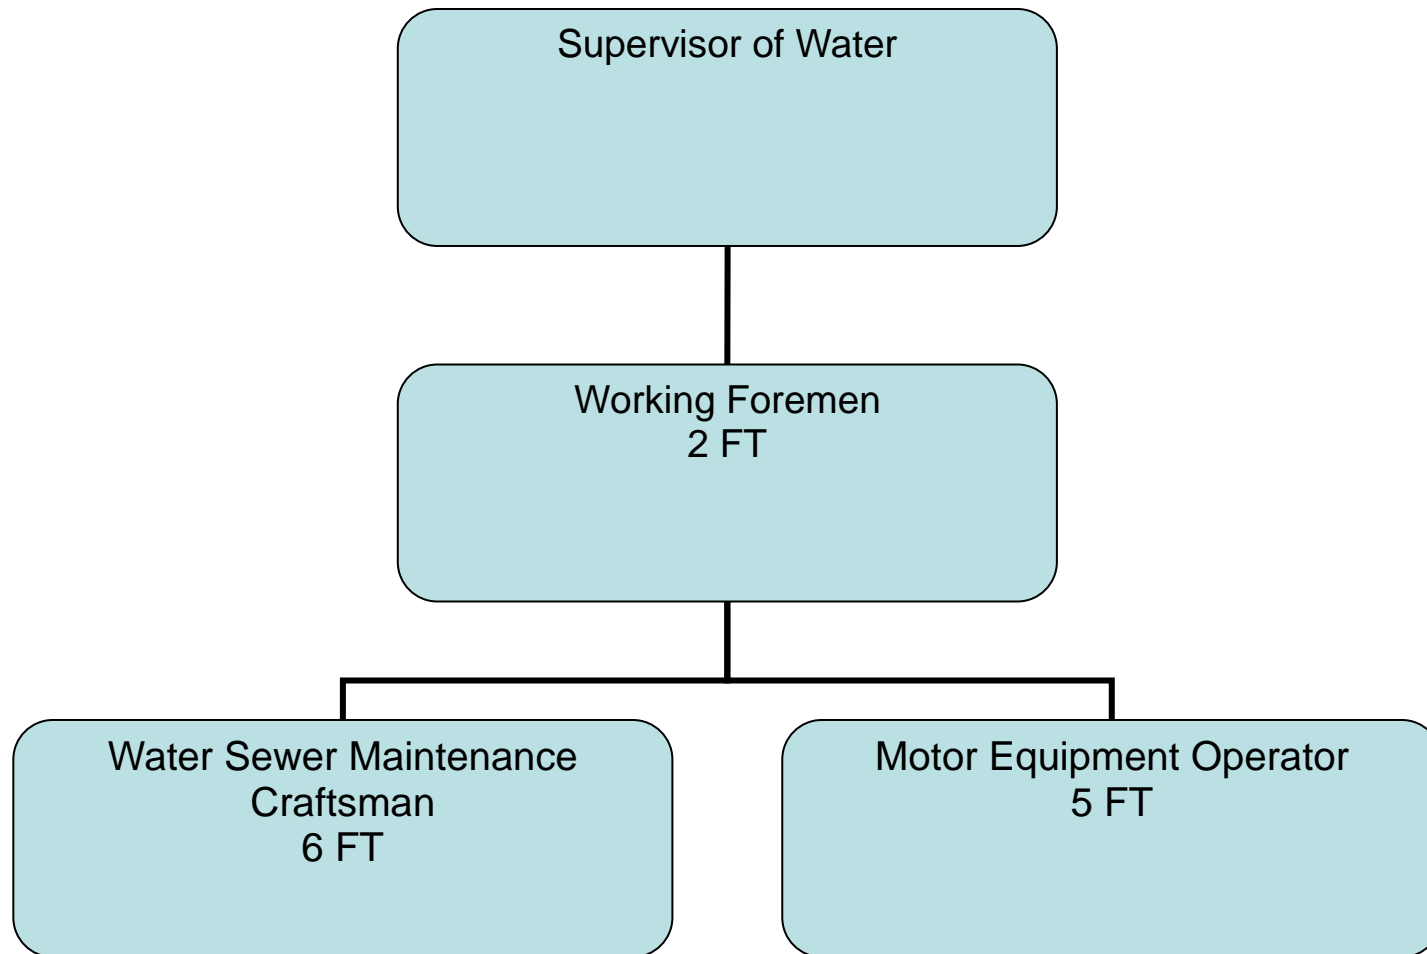 Supervisor of Water
Working Foremen
2 FT
Water Sewer Maintenance
Craftsman
6 FT
Motor Equipment Operator
5 FT